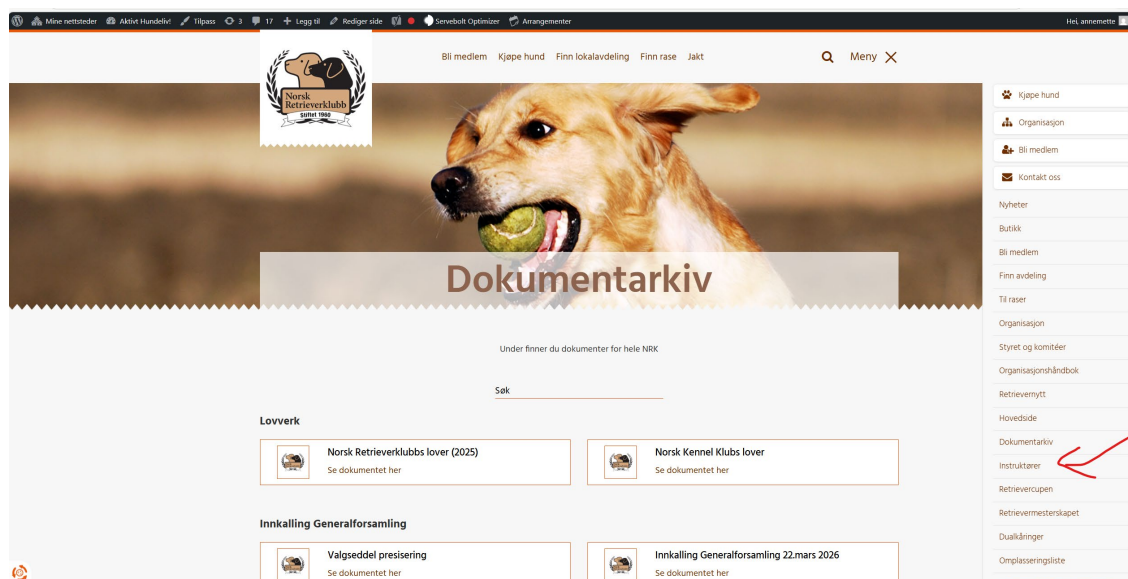 Mine nettsteder Aktivt Hundeliv! Tilpass 3 17 Legg til Rediger side Servebolt Optimizer Arrangementer Hei, annemette
Bli medlem Kjøpe hund Finn lokalavdeling Finn rase Jakt Meny
Norsk
Retrieverklubb
Stiftet 1960
Dokumentarkiv
Under finner du dokumenter for hele NRK
Søk
Lovverk
Norsk Retrieverklubbs lover (2025)
Se dokumentet her
Norsk Kennel Klubs lover
Se dokumentet her
Innkalling Generalforsamling
Valgseddel presisering
Se dokumentet her
Innkalling Generalforsamling 22.mars 2026
Se dokumentet her
Kjøpe hund
Organisasjon
Bli medlem
Kontakt oss
Nyheter
Butikk
Bli medlem
Finn avdeling
Til raser
Organisasjon
Styret og komitéer
Organisasjonshåndbok
Retrievernytt
Hovedside
Dokumentarkiv
Instruktører
Retrievercupen
Retrievermesterskapet
Dualkåringer
Omplasseringsliste